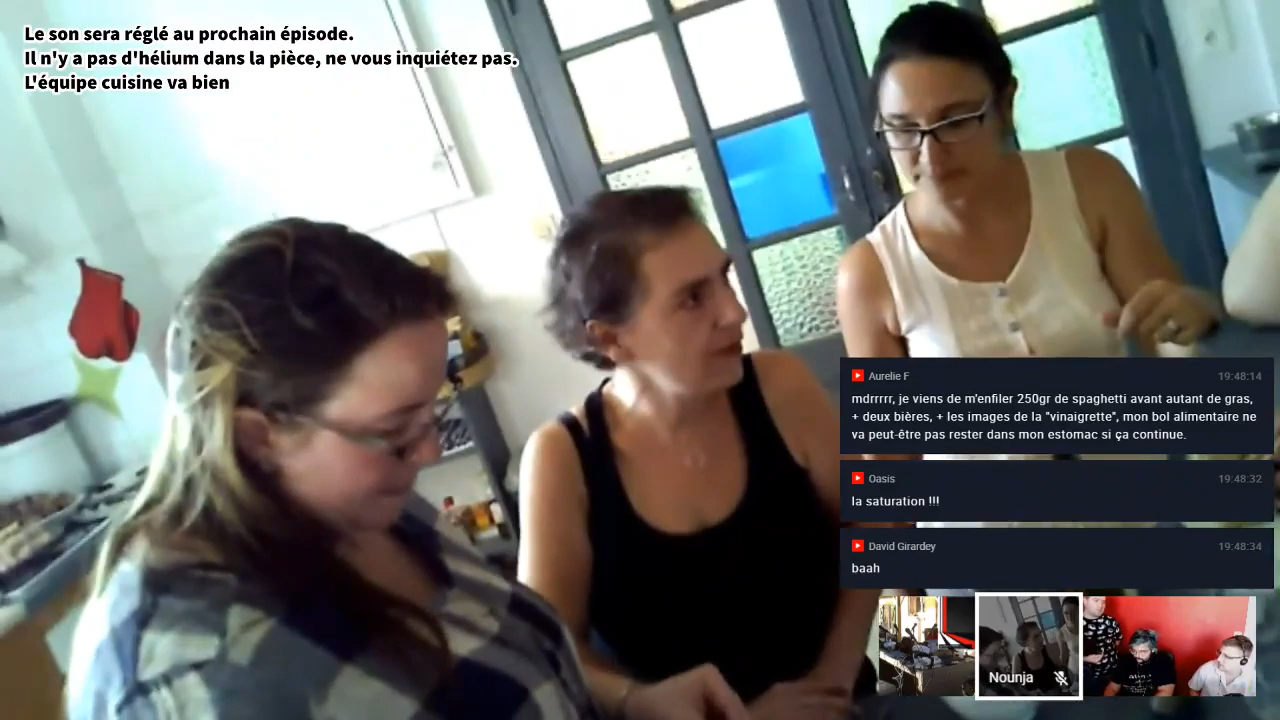 Le son sera réglé au prochain épisode.
Il n'y a pas d'hélium dans la pièce, ne vous inquiétez pas.
L'équipe cuisine va bien
Aurelie F 19:48:14
mdrrrrr, je viens de m'enfiler 250gr de spaghetti avant autant de gras,
+ deux bières, + les images de la "vinaigrette", mon bol alimentaire ne
va peut-être pas rester dans mon estomac si ça continue.
Oasis 19:48:32
la saturation !!!
David Girardey 19:48:34
baah
Nounja